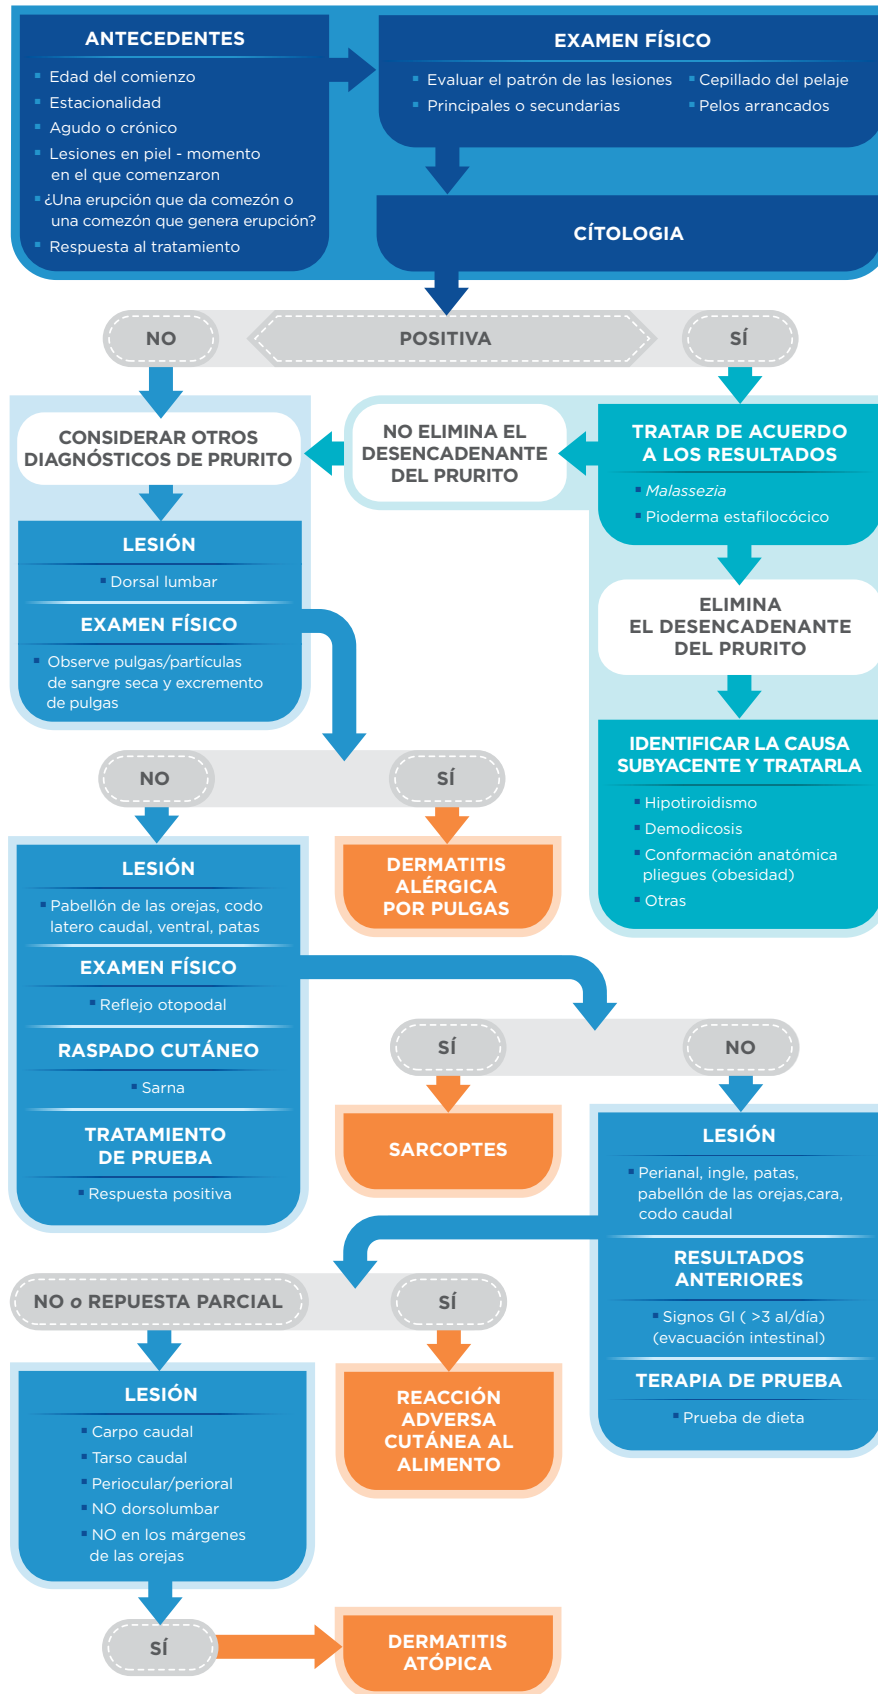 ANTECEDENTES
Edad del comienzo
Estacionalidad
Agudo o crónico
Lesiones en piel - momento
en el que comenzaron
¿Una erupción que da comezón o
una comezón que genera erupción?
Respuesta al tratamiento
EXAMEN FÍSICO
Evaluar el patrón de las lesiones
Principales o secundarias
Cepillado del pelaje
Pelos arrancados
CÍTOLOGIA
NO
POSITIVA
SÍ
CONSIDERAR OTROS
DIAGNÓSTICOS DE PRURITO
NO ELIMINA EL
DESENCADENANTE
DEL PRURITO
TRATAR DE ACUERDO
A LOS RESULTADOS
Malassezia
Pioderma estafilocócico
LESIÓN
Dorsal lumbar
EXAMEN FÍSICO
Observe pulgas/partículas
de sangre seca y excremento
de pulgas
ELIMINA
EL DESENCADENANTE
DEL PRURITO
IDENTIFICAR LA CAUSA
SUBYACENTE Y TRATARLA
Hipotiroidismo
Demodicosis
Conformación anatómica
pliegues (obesidad)
Otras
NO
SÍ
DERMATITIS
ALÉRGICA
POR PULGAS
LESIÓN
Pabellón de las orejas, codo
latero caudal, ventral, patas
EXAMEN FÍSICO
Reflejo otopodal
RASPADO CUTÁNEO
Sarna
TRATAMIENTO
DE PRUEBA
Respuesta positiva
SÍ
NO
SARCOPTES
LESIÓN
Perianal, ingle, patas,
pabellón de las orejas,cara,
codo caudal
RESULTADOS
ANTERIORES
Signos GI ( >3 al/día)
(evacuación intestinal)
TERAPIA DE PRUEBA
Prueba de dieta
NO o REPUESTA PARCIAL
SÍ
REACCIÓN
ADVERSA
CUTÁNEA AL
ALIMENTO
LESIÓN
Carpo caudal
Tarso caudal
Periocular/perioral
NO dorsolumbar
NO en los márgenes
de las orejas
SÍ
DERMATITIS
ATÓPICA